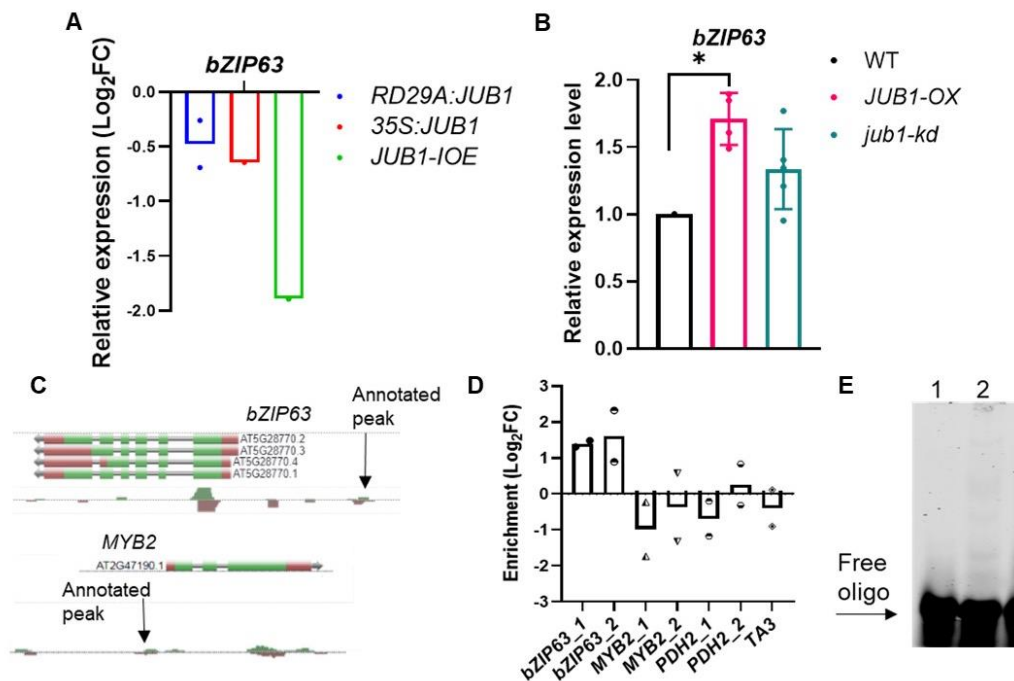 A
bZIP63
Relative expression (Log₂FC)
0.0
-0.5
-1.0
-1.5
-2.0
RD29A:JUB1
35S:JUB1
JUB1-IOE
B
bZIP63
*
Relative expression level
2.0
1.5
1.0
0.5
0.0
WT
JUB1-OX
jub1-kd
C
Annotated
peak
bZIP63
AT5G28770.2
AT5G28770.3
AT5G28770.4
AT5G28770.1
MYB2
AT2G47190.1
Annotated
peak
D
Enrichment (Log₂FC)
3
2
1
0
-1
-2
-3
bZIP63_1
bZIP63_2
MYB2_1
MYB2_2
PDH2_1
PDH2_2
TA3
E
1 2
Free
oligo